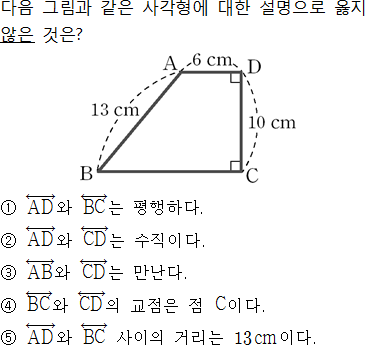 다음 그림과 같은 사각형에 대한 설명으로 옳지
않은 것은?
A 6 cm D
13 cm
10 cm
B C
① AD와 BC는 평행하다.
② AD와 CD는 수직이다.
③ AB와 CD는 만난다.
④ BC와 CD의 교점은 점 C이다.
⑤ AD와 BC 사이의 거리는 13cm이다.